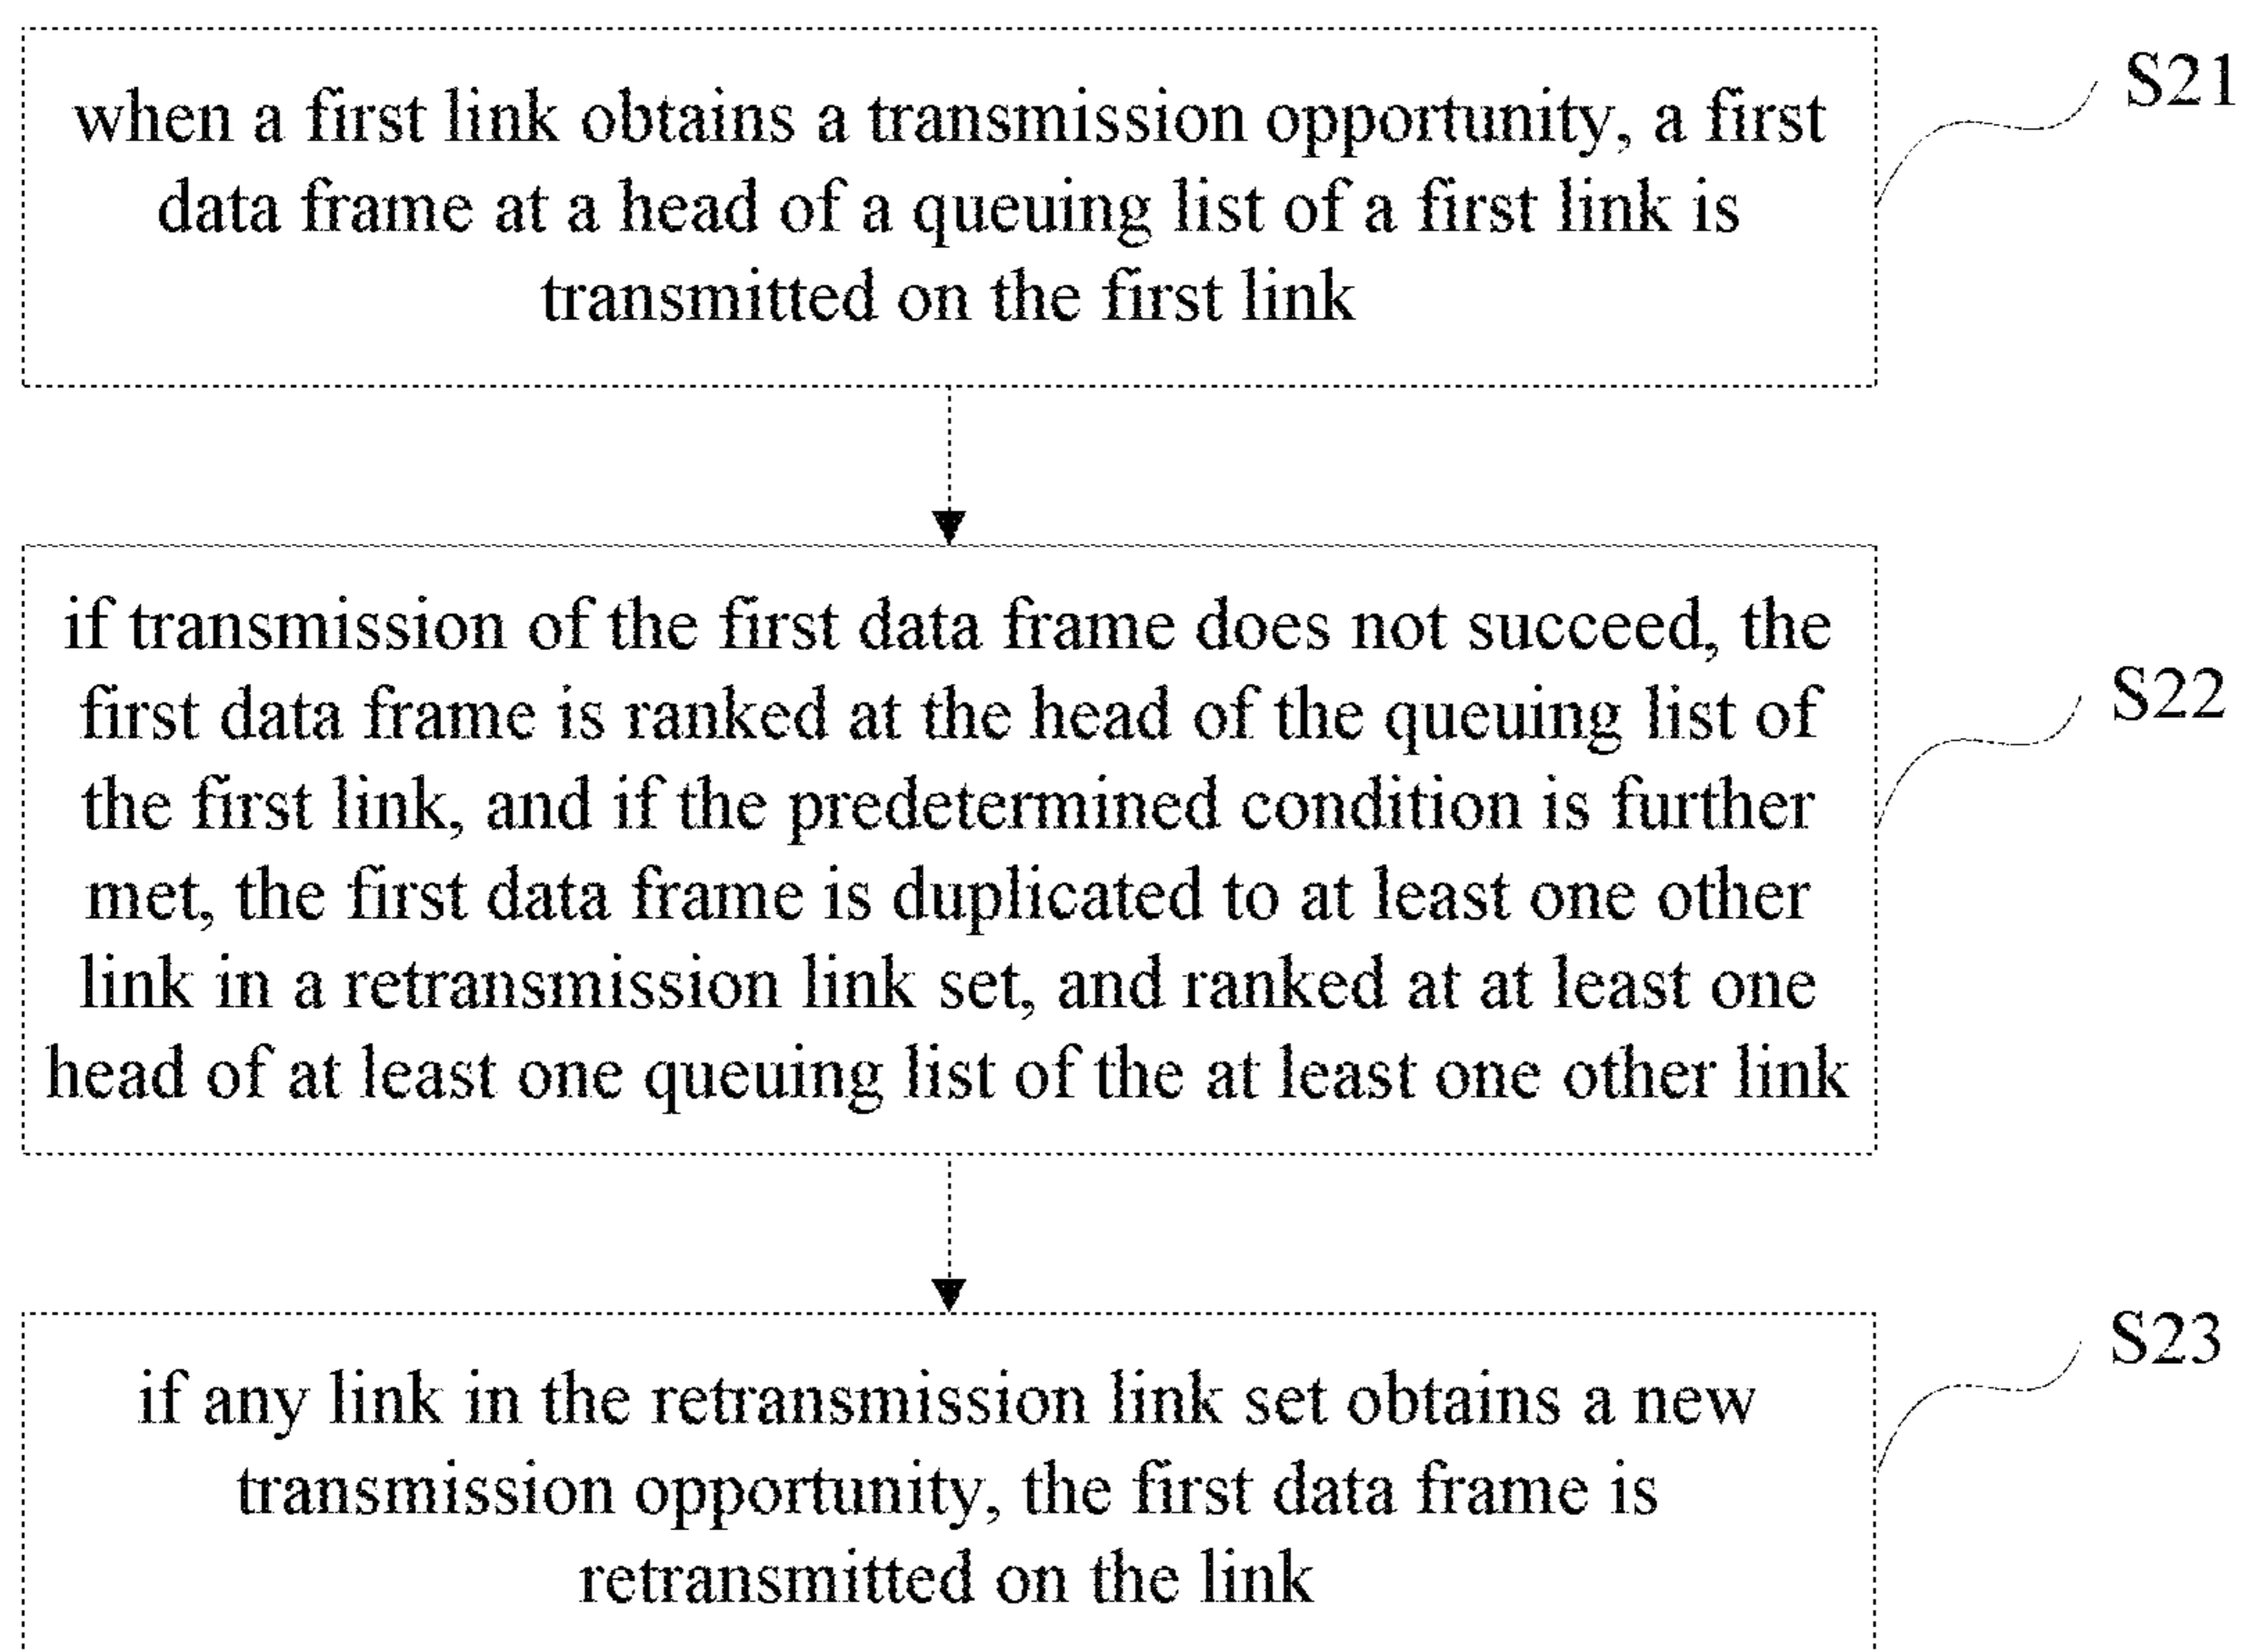 when a first link obtains a transmission opportunity, a first
data frame at a head of a queuing list of a first link is
transmitted on the first link
S21
if transmission of the first data frame does not succeed, the
first data frame is ranked at the head of the queuing list of
the first link, and if the predetermined condition is further
met, the first data frame is duplicated to at least one other
link in a retransmission link set, and ranked at at least one
head of at least one queuing list of the at least one other link
S22
if any link in the retransmission link set obtains a new
transmission opportunity, the first data frame is
retransmitted on the link
S23